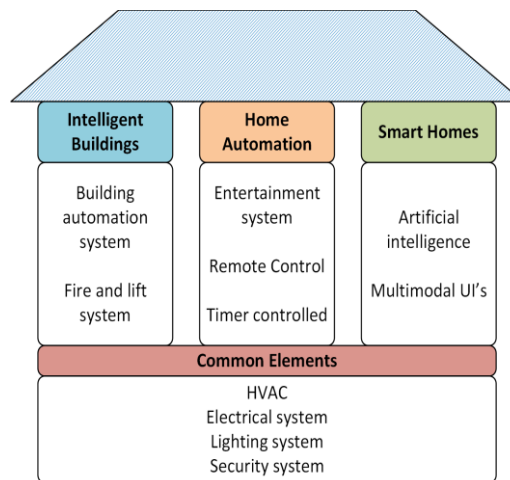 Intelligent
Buildings
Building
automation
system
Fire and lift
system
Home
Automation
Entertainment
system
Remote Control
Timer controlled
Smart Homes
Artificial
intelligence
Multimodal UI's
Common Elements
HVAC
Electrical system
Lighting system
Security system